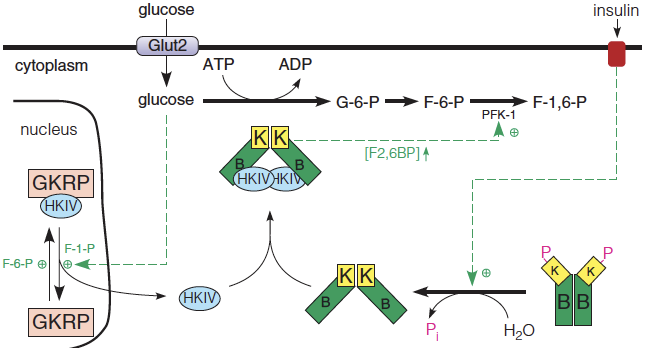 glucose
insulin
Glut2
cytoplasm
ATP
ADP
glucose
G-6-P
F-6-P
PFK-1
F-1,6-P
⊕
nucleus
K K
[F2,6BP]
B B
HKIV HKIV
GKRP
HKIV
F-1-P
F-6-P ⊕ ⊕
GKRP
HKIV
K K
B B
⊕
P P
K K
B B
Pi
H2O